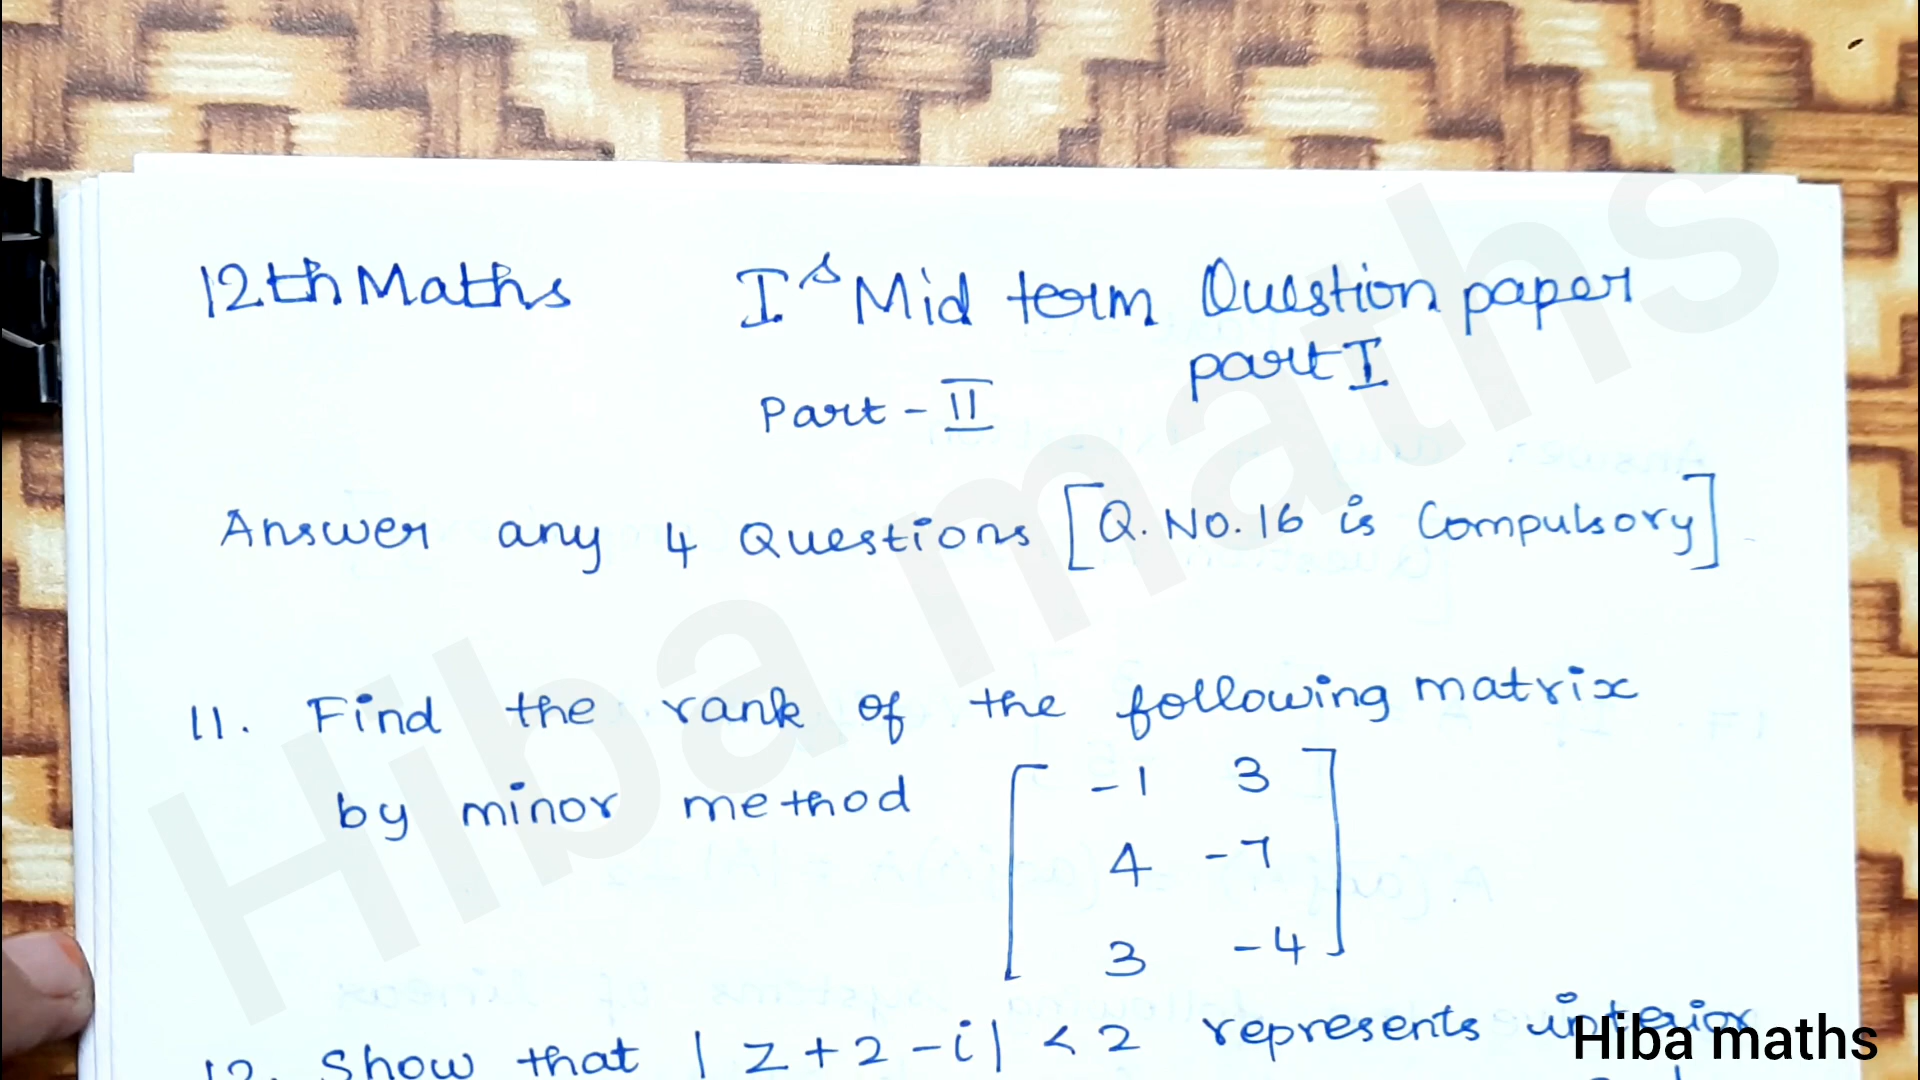 12th Maths I s Mid term Question paper
part I
Part - II
Answer any 4 Questions [Q. No. 16 is Compulsory]
11. Find the rank of the following matrix
by minor method [ -1 3
4 -7
3 -4 ]
12. Show that | z + 2 - i | < 2 represents interior
Hiba maths
Hiba maths